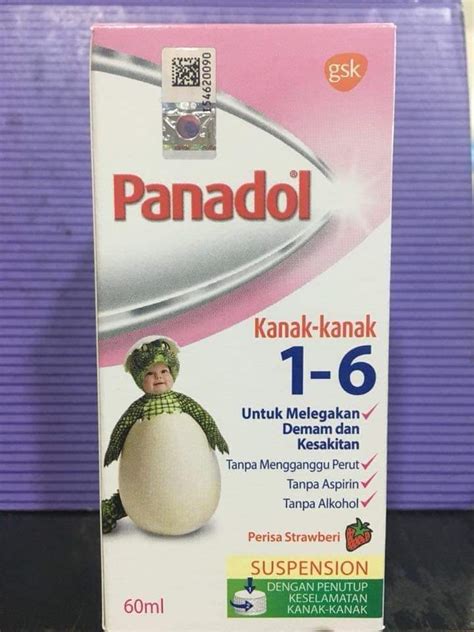 gsk
154620090
Panadol
Kanak-kanak
1-6
Untuk Melegakan
Demam dan
Kesakitan
Tanpa Mengganggu Perut
Tanpa Aspirin
Tanpa Alkohol
Perisa Strawberi
SUSPENSION
DENGAN PENUTUP
KESELAMATAN
KANAK-KANAK
60ml